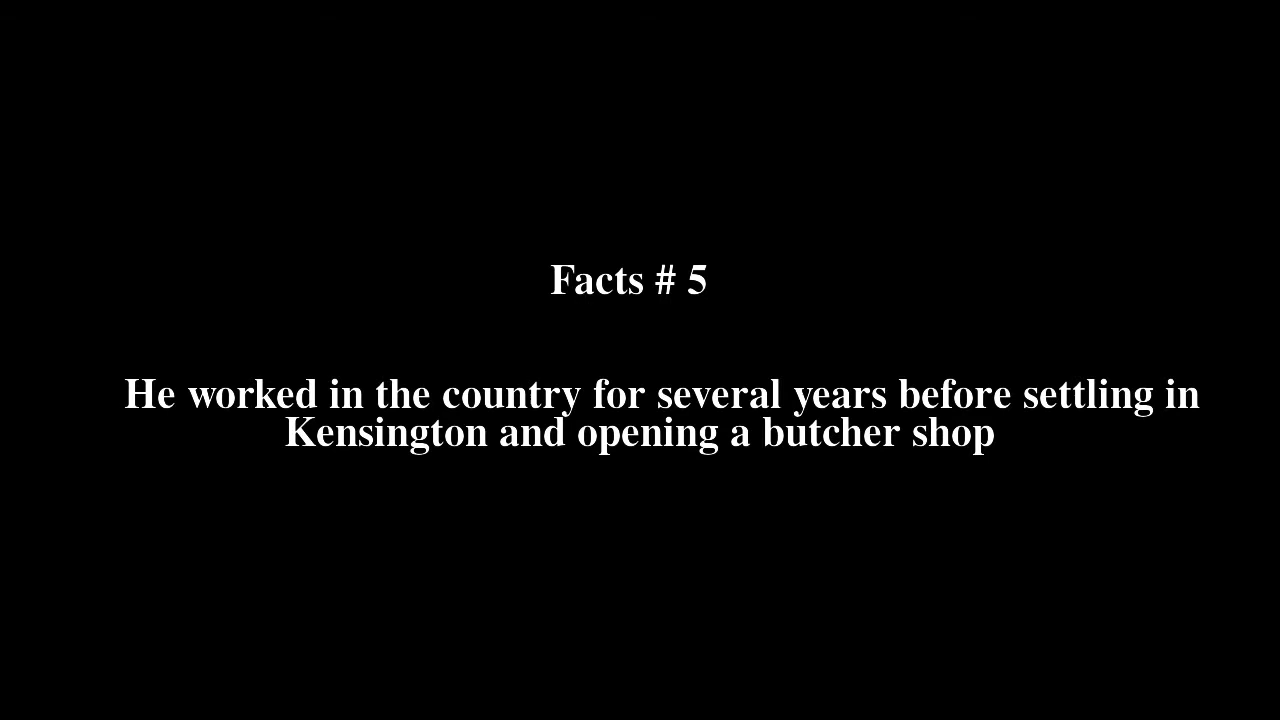 Facts # 5
He worked in the country for several years before settling in
Kensington and opening a butcher shop